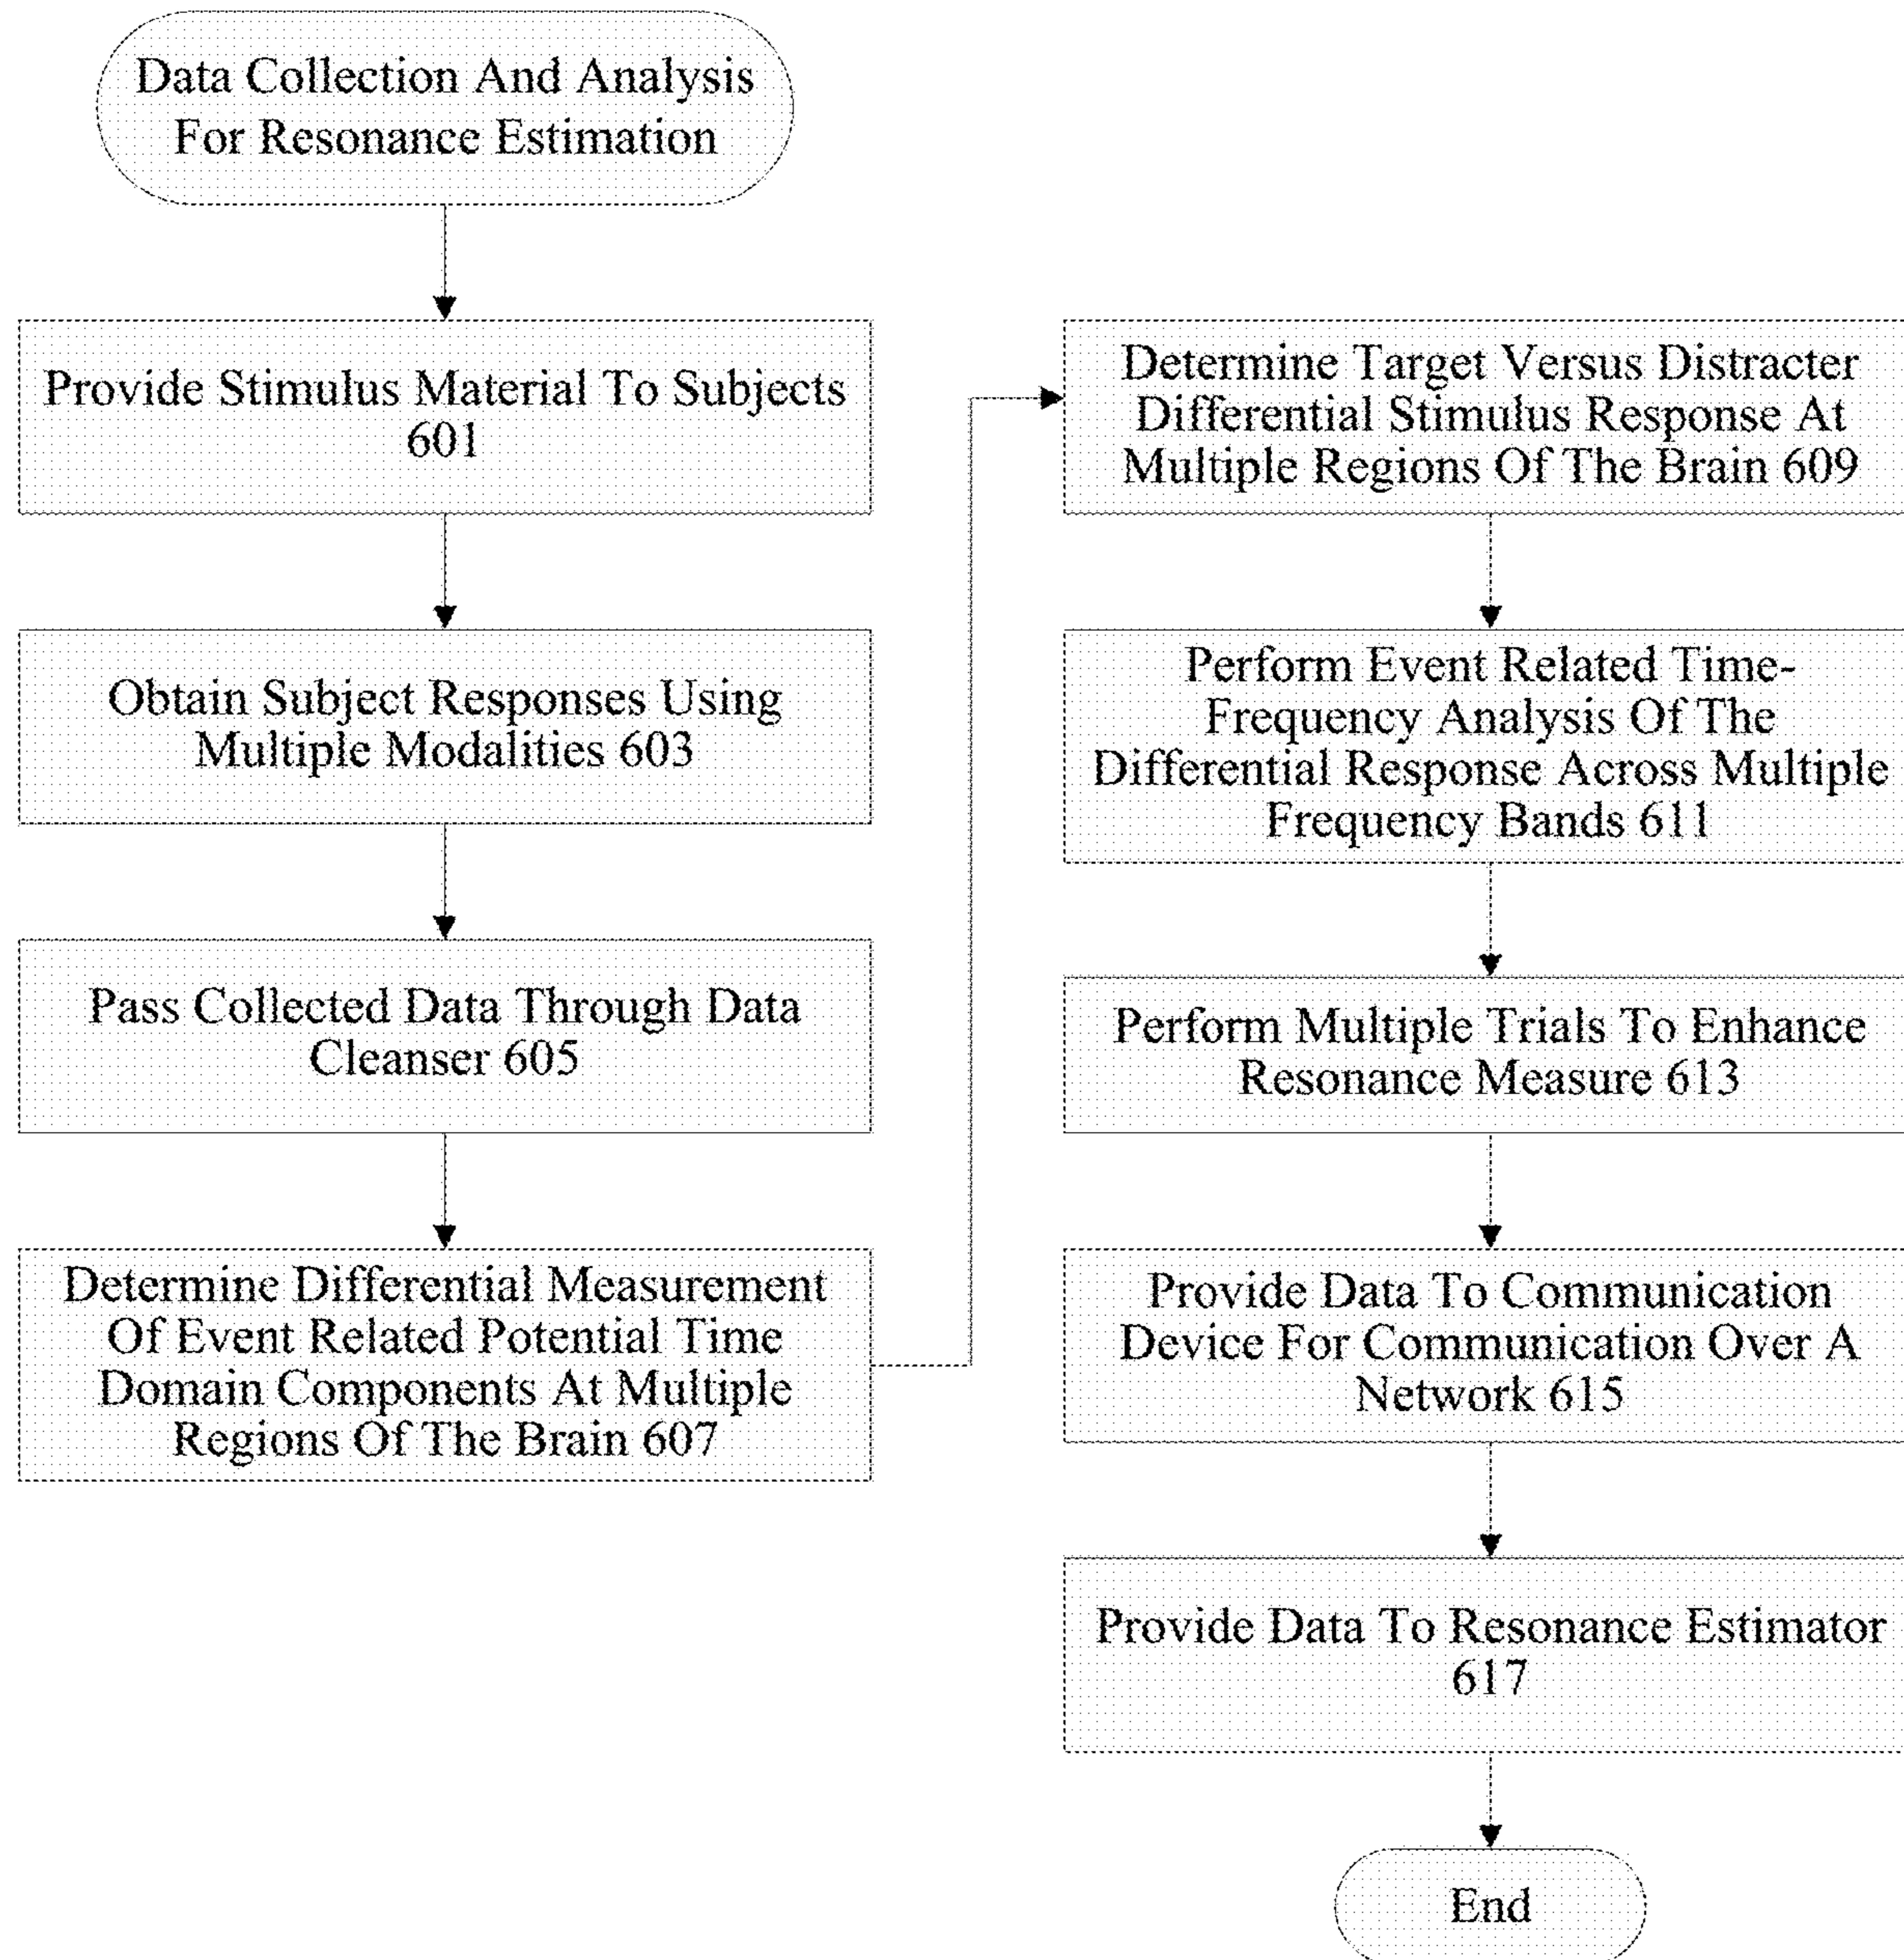 Data Collection And Analysis
For Resonance Estimation
Provide Stimulus Material To Subjects
601
Obtain Subject Responses Using
Multiple Modalities 603
Pass Collected Data Through Data
Cleanser 605
Determine Differential Measurement
Of Event Related Potential Time
Domain Components At Multiple
Regions Of The Brain 607
Determine Target Versus Distracter
Differential Stimulus Response At
Multiple Regions Of The Brain 609
Perform Event Related Time-
Frequency Analysis Of The
Differential Response Across Multiple
Frequency Bands 611
Perform Multiple Trials To Enhance
Resonance Measure 613
Provide Data To Communication
Device For Communication Over A
Network 615
Provide Data To Resonance Estimator
617
End